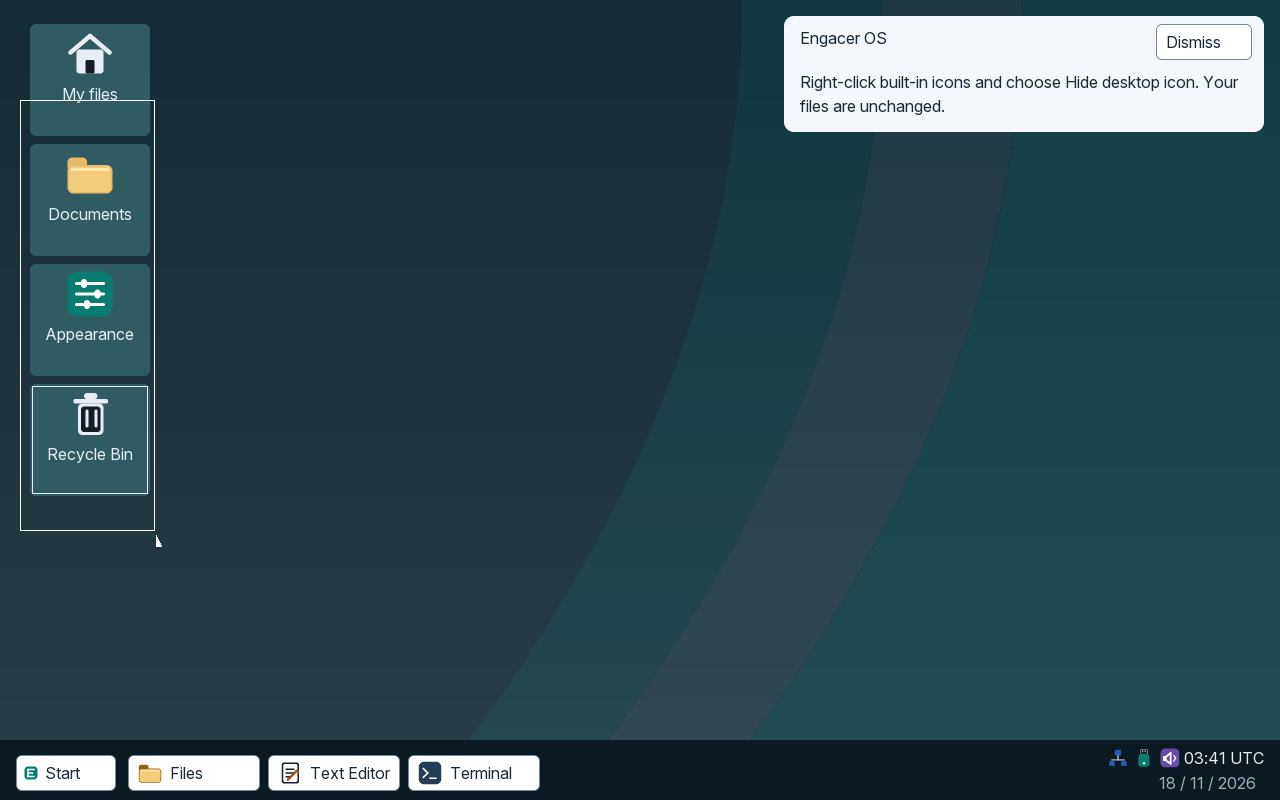 My files
Documents
Appearance
Recycle Bin
Engacer OS
Dismiss
Right-click built-in icons and choose Hide desktop icon. Your
files are unchanged.
Start
Files
Text Editor
Terminal
03:41 UTC
18 / 11 / 2026